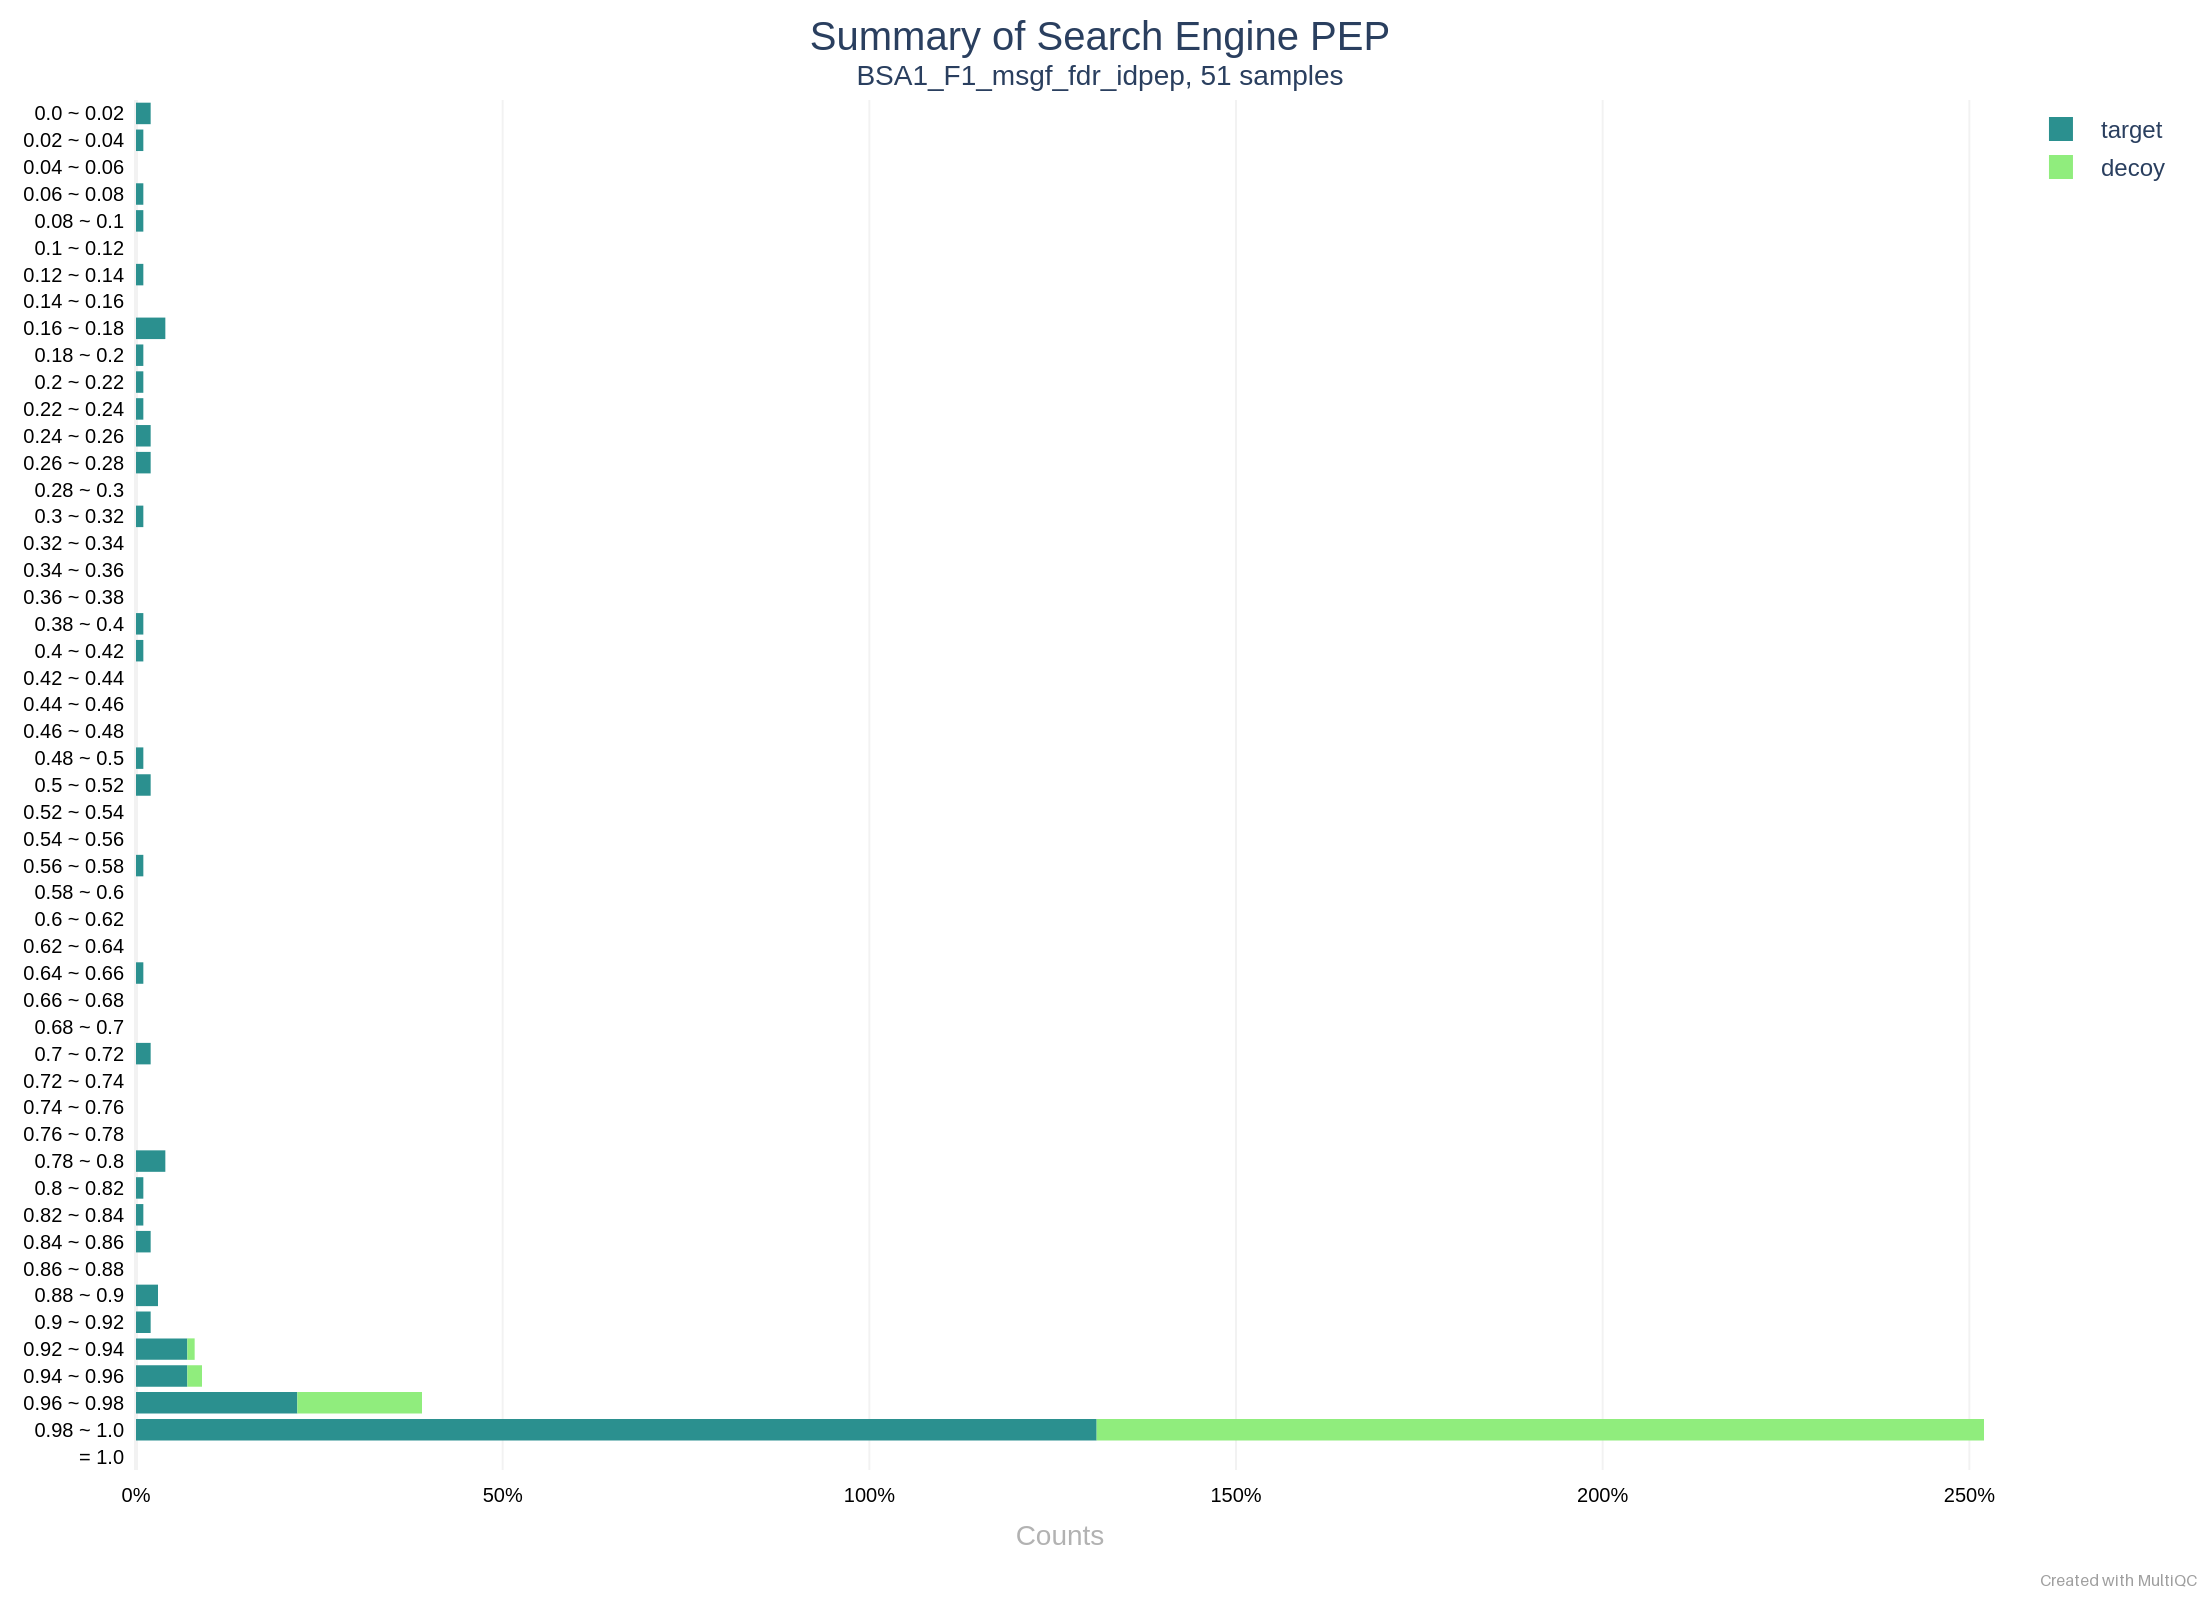 Summary of Search Engine PEP
BSA1_F1_msgf_fdr_idpep, 51 samples
target
decoy
0.0 ~ 0.02
0.02 ~ 0.04
0.04 ~ 0.06
0.06 ~ 0.08
0.08 ~ 0.1
0.1 ~ 0.12
0.12 ~ 0.14
0.14 ~ 0.16
0.16 ~ 0.18
0.18 ~ 0.2
0.2 ~ 0.22
0.22 ~ 0.24
0.24 ~ 0.26
0.26 ~ 0.28
0.28 ~ 0.3
0.3 ~ 0.32
0.32 ~ 0.34
0.34 ~ 0.36
0.36 ~ 0.38
0.38 ~ 0.4
0.4 ~ 0.42
0.42 ~ 0.44
0.44 ~ 0.46
0.46 ~ 0.48
0.48 ~ 0.5
0.5 ~ 0.52
0.52 ~ 0.54
0.54 ~ 0.56
0.56 ~ 0.58
0.58 ~ 0.6
0.6 ~ 0.62
0.62 ~ 0.64
0.64 ~ 0.66
0.66 ~ 0.68
0.68 ~ 0.7
0.7 ~ 0.72
0.72 ~ 0.74
0.74 ~ 0.76
0.76 ~ 0.78
0.78 ~ 0.8
0.8 ~ 0.82
0.82 ~ 0.84
0.84 ~ 0.86
0.86 ~ 0.88
0.88 ~ 0.9
0.9 ~ 0.92
0.92 ~ 0.94
0.94 ~ 0.96
0.96 ~ 0.98
0.98 ~ 1.0
= 1.0
0% 50% 100% 150% 200% 250%
Counts
Created with MultiQC